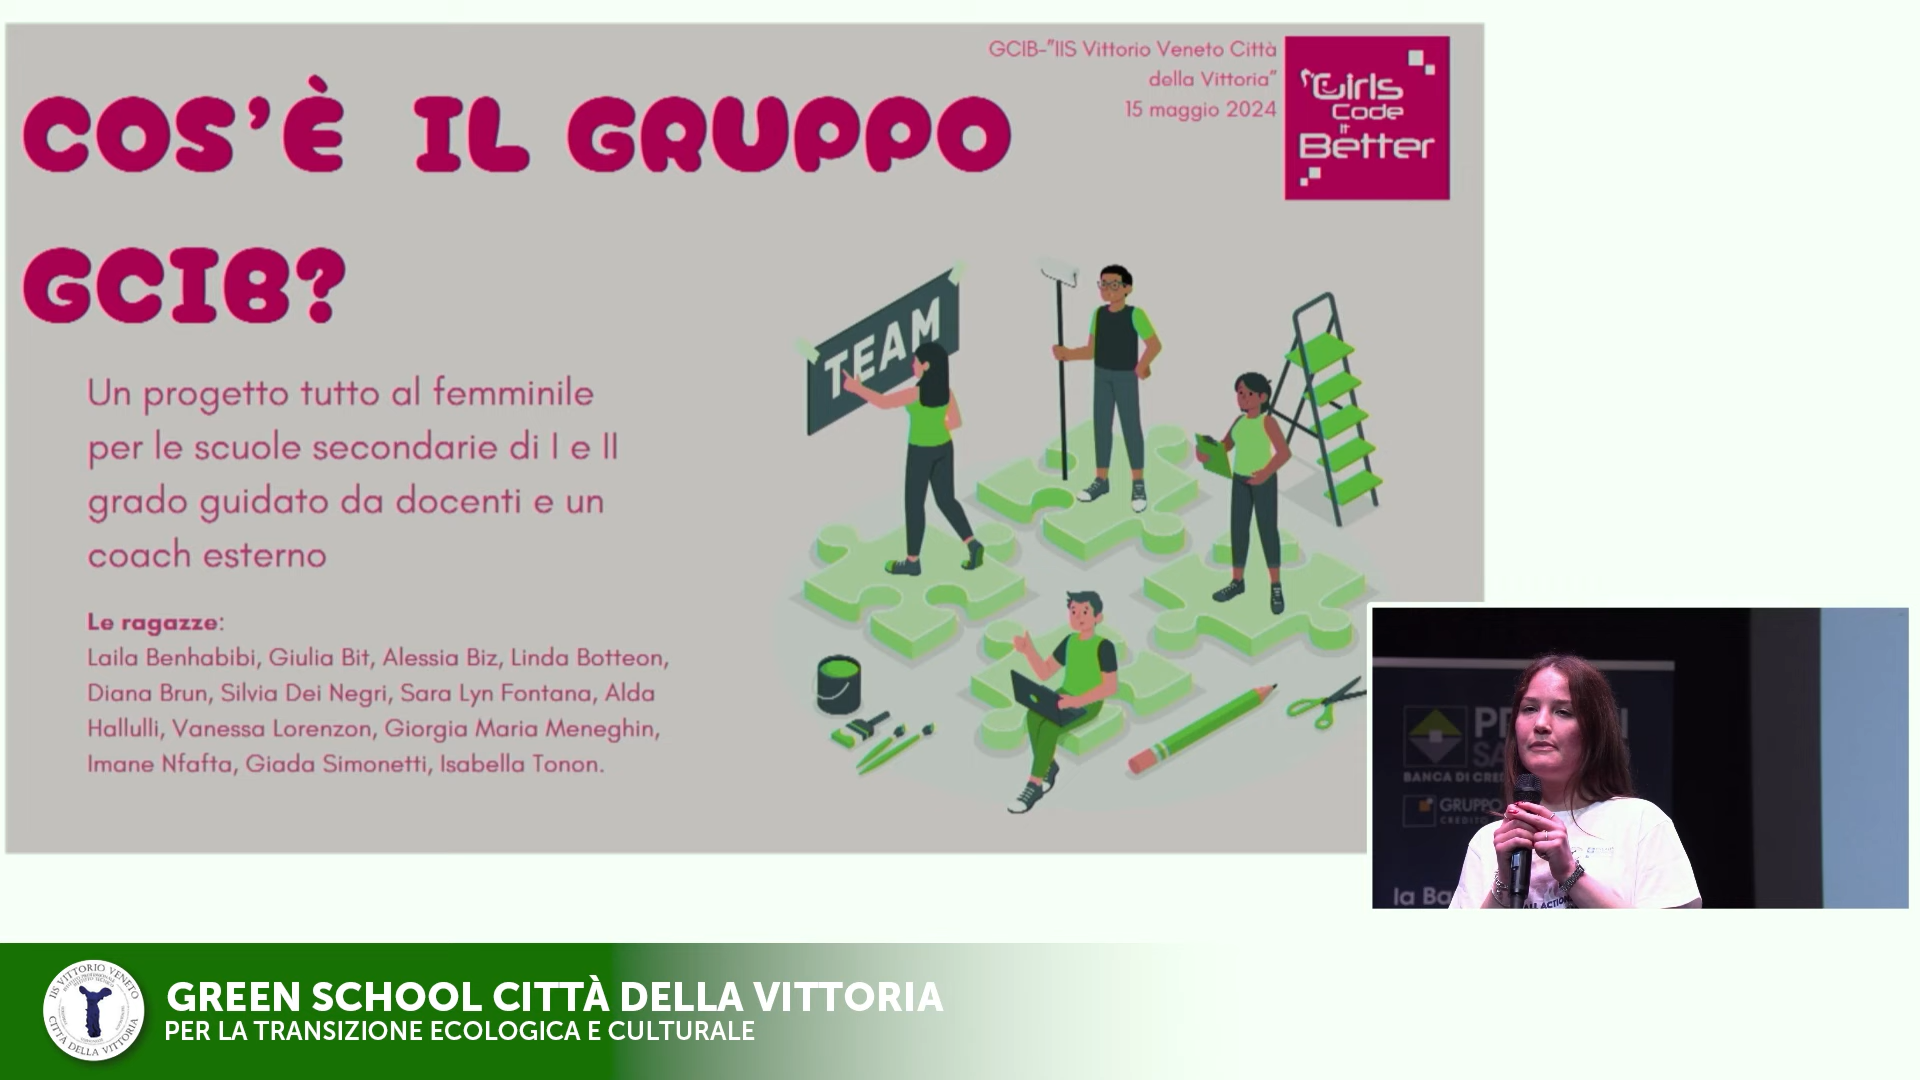 GCIB-"IIS Vittorio Veneto Città
della Vittoria"
15 maggio 2024
Girls
Code
it
Better
COS'È IL GRUPPO
GCIB?
TEAM
Un progetto tutto al femminile
per le scuole secondarie di I e II
grado guidato da docenti e un
coach esterno
Le ragazze:
Laila Benhabibi, Giulia Bit, Alessia Biz, Linda Botteon,
Diana Brun, Silvia Dei Negri, Sara Lyn Fontana, Alda
Hallulli, Vanessa Lorenzon, Giorgia Maria Meneghin,
Imane Nfafta, Giada Simonetti, Isabella Tonon.
BANCA DI
GRUPPO
la
IIS VITTORIO VENETO
CITTÀ DELLA VITTORIA
GREEN SCHOOL CITTÀ DELLA VITTORIA
PER LA TRANSIZIONE ECOLOGICA E CULTURALE